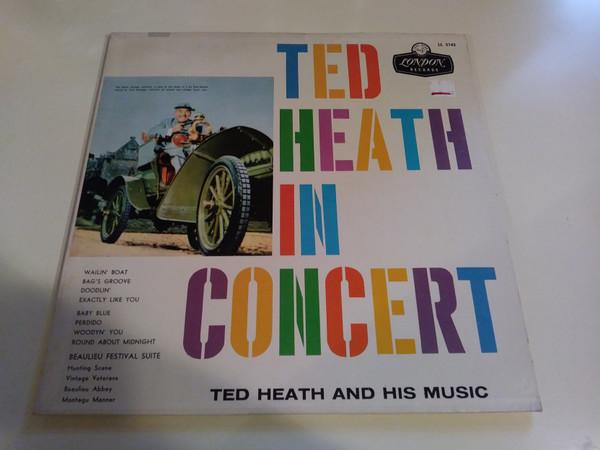 TED
HEATH
IN
CONCERT
LL 3143
LONDON
RECORDS
WAILIN' BOAT
BAG'S GROOVE
DOODLIN'
EXACTLY LIKE YOU
BABY BLUE
PERDIDO
WOODYN' YOU
ROUND ABOUT MIDNIGHT
BEAULIEU FESTIVAL SUITE
Hunting Scene
Vintage Veterans
Beaulieu Abbey
Montagu Manner
TED HEATH AND HIS MUSIC